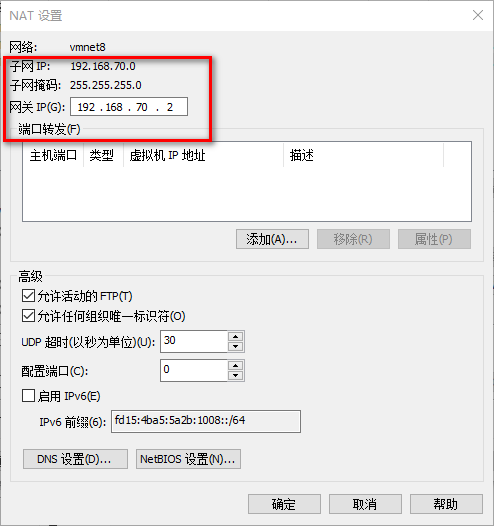 NAT 设置
网络: vmnet8
子网 IP: 192.168.70.0
子网掩码: 255.255.255.0
网关 IP(G): 192 . 168 . 70 . 2
端口转发(F)
主机端口 类型 虚拟机 IP 地址 描述
添加(A)... 移除(R) 属性(P)
高级
允许活动的 FTP(T)
允许任何组织唯一标识符(O)
UDP 超时(以秒为单位)(U): 30
配置端口(C): 0
启用 IPv6(E)
IPv6 前缀(6): fd15:4ba5:5a2b:1008::/64
DNS 设置(D)... NetBIOS 设置(N)...
确定 取消 帮助